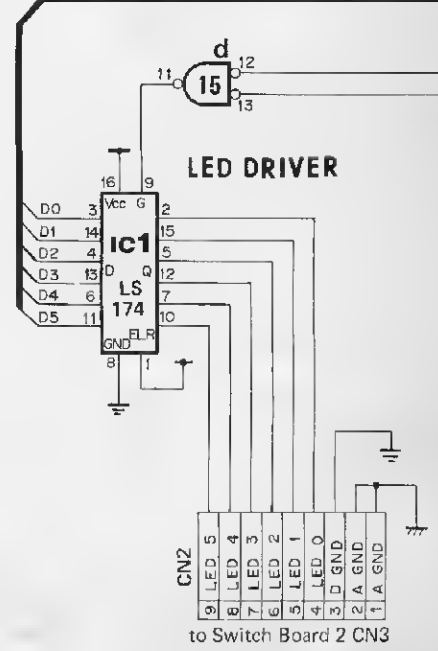 d
11 15 12
13
LED DRIVER
16 9
Vcc G
D0 3 2
D1 14 IC1 15
D2 4 5
D3 13 D Q 12
D4 6 LS 7
D5 11 174 10
GND CLR
8 1
CN2
9 LED 5
8 LED 4
7 LED 3
6 LED 2
5 LED 1
4 LED 0
3 D GND
2 A GND
1 A GND
to Switch Board 2 CN3